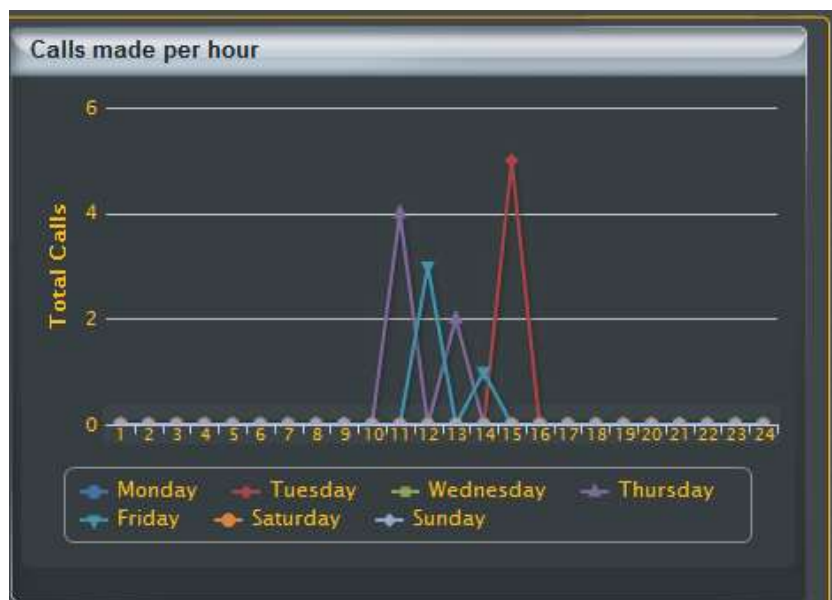 Calls made per hour
6
4
2
0
Total Calls
1 2 3 4 5 6 7 8 9 10 11 12 13 14 15 16 17 18 19 20 21 22 23 24
Monday Tuesday Wednesday Thursday
Friday Saturday Sunday